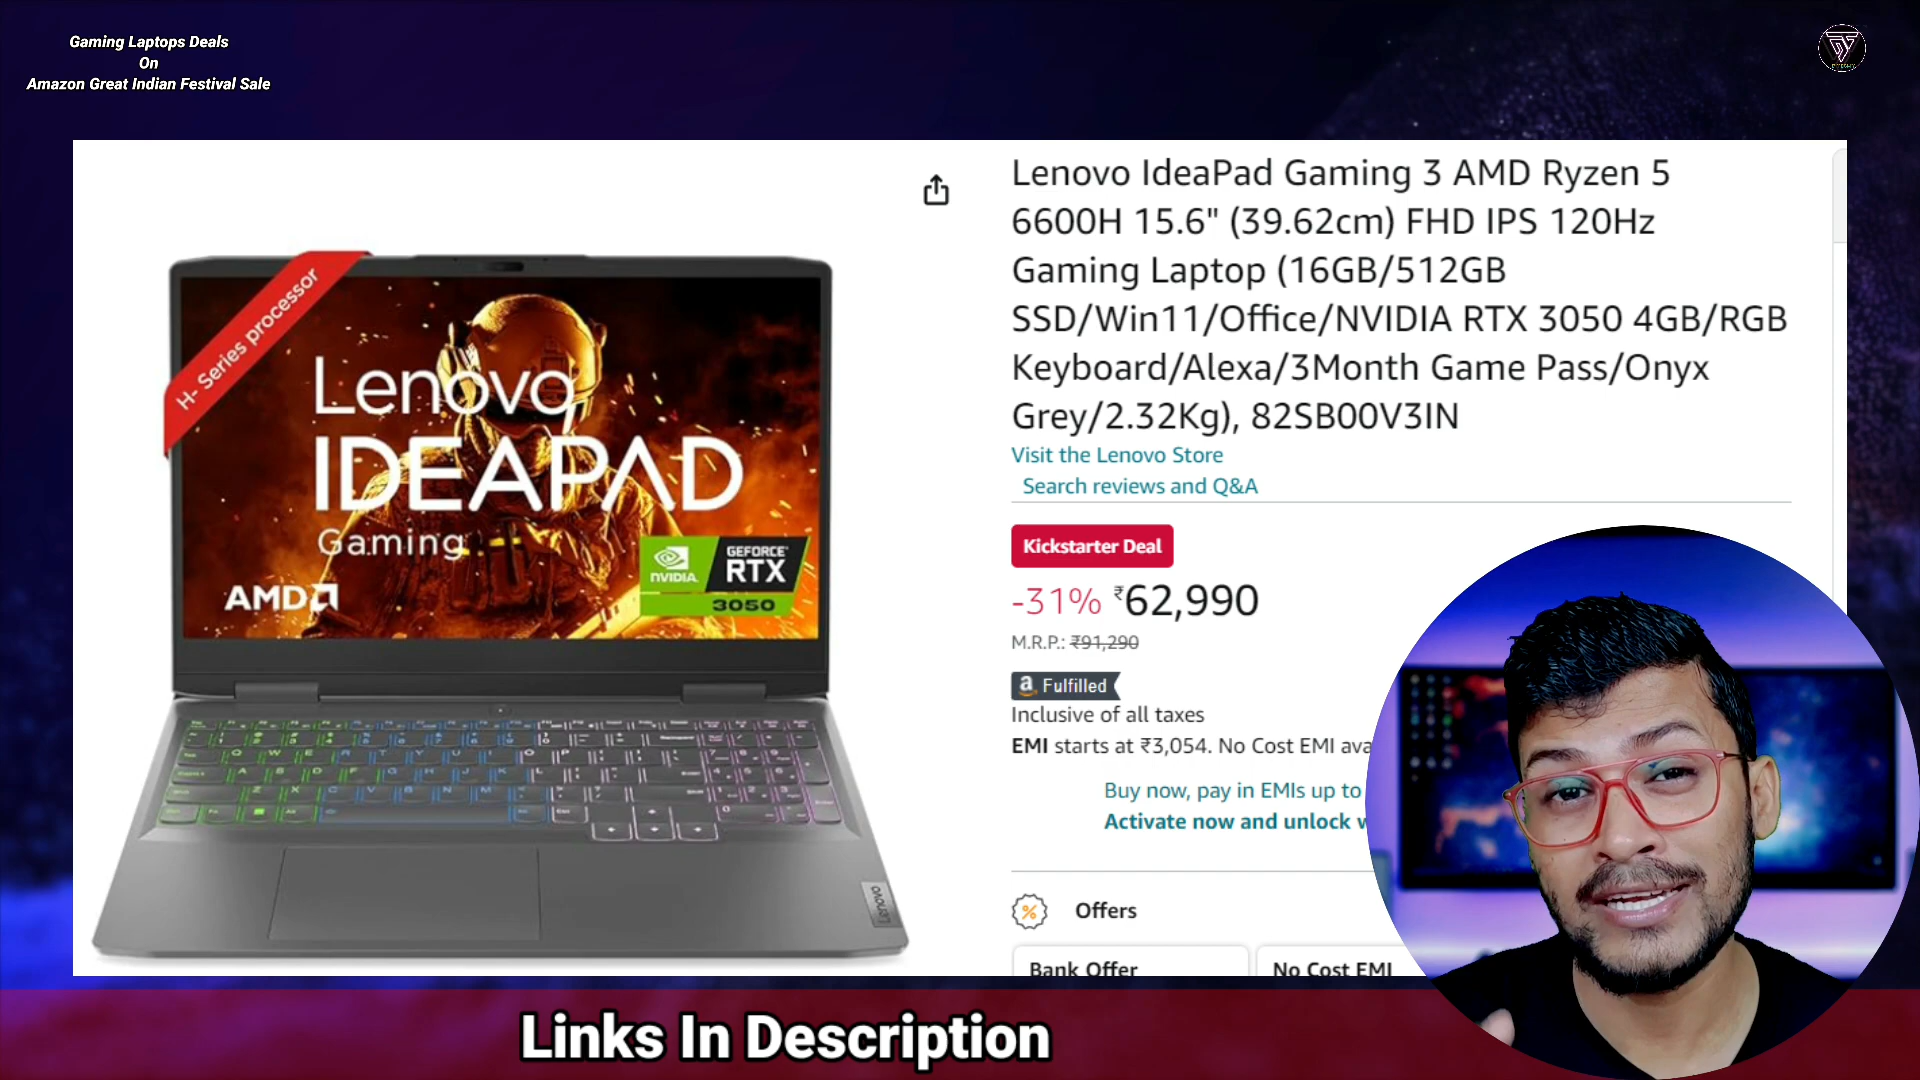 Gaming Laptops Deals
On
Amazon Great Indian Festival Sale
Lenovo IdeaPad Gaming 3 AMD Ryzen 5
6600H 15.6" (39.62cm) FHD IPS 120Hz
Gaming Laptop (16GB/512GB
SSD/Win11/Office/NVIDIA RTX 3050 4GB/RGB
Keyboard/Alexa/3Month Game Pass/Onyx
Grey/2.32Kg), 82SB00V3IN
Visit the Lenovo Store
Search reviews and Q&A
Kickstarter Deal
-31% ₹62,990
M.R.P.: ₹91,290
a Fulfilled
Inclusive of all taxes
EMI starts at ₹3,054. No Cost EMI ava
Buy now, pay in EMIs up to
Activate now and unlock
Offers
Bank Offer
No Cost EMI
H- Series processor
Lenovo
IDEAPAD
Gaming
AMD
NVIDIA.
GEFORCE
RTX
3050
Lenovo
Links In Description